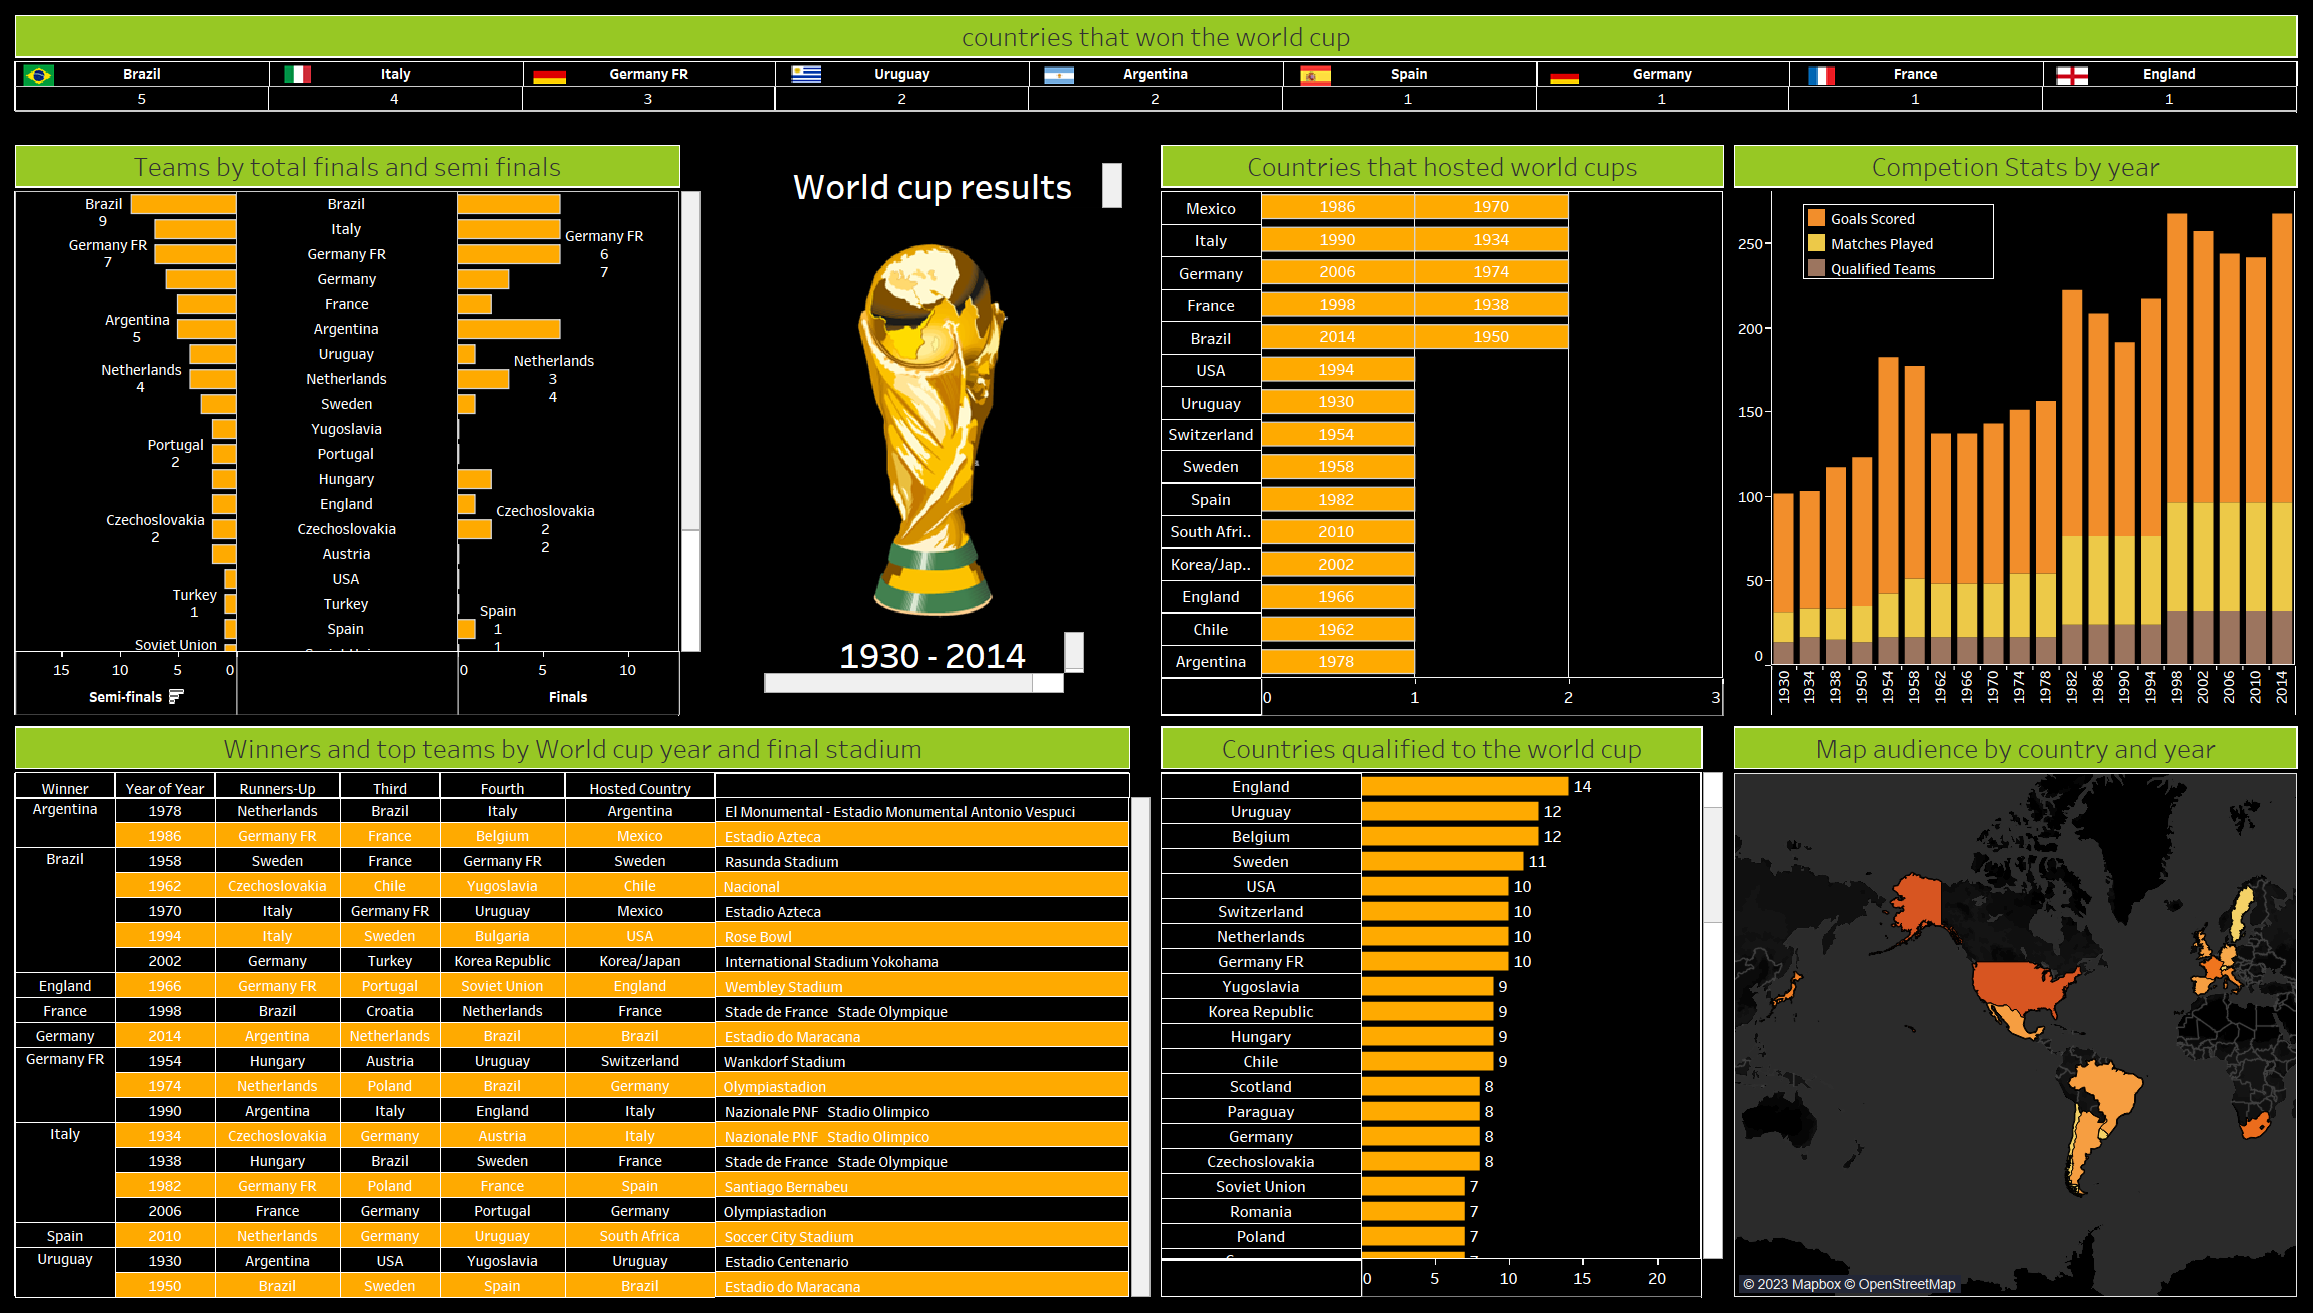 countries that won the world cup
Brazil Italy Germany FR Uruguay Argentina Spain Germany France England
5 4 3 2 2 1 1 1 1
Teams by total finals and semi finals
Brazil
9
Germany FR
7
Argentina
5
Netherlands
4
Portugal
2
Czechoslovakia
2
Turkey
1
Soviet Union
Brazil
Italy
Germany FR
Germany
France
Argentina
Uruguay
Netherlands
Sweden
Yugoslavia
Portugal
Hungary
England
Czechoslovakia
Austria
USA
Turkey
Spain
Germany FR
6
7
Netherlands
3
4
Czechoslovakia
2
2
Spain
1
1
15 10 5 0
0 5 10
Semi-finals
Finals
World cup results
1930 - 2014
Countries that hosted world cups
Mexico 1986 1970
Italy 1990 1934
Germany 2006 1974
France 1998 1938
Brazil 2014 1950
USA 1994
Uruguay 1930
Switzerland 1954
Sweden 1958
Spain 1982
South Afri.. 2010
Korea/Jap.. 2002
England 1966
Chile 1962
Argentina 1978
0 1 2 3
Competion Stats by year
Goals Scored
Matches Played
Qualified Teams
250
200
150
100
50
0
1930 1934 1938 1950 1954 1958 1962 1966 1970 1974 1978 1982 1986 1990 1994 1998 2002 2006 2010 2014
Winners and top teams by World cup year and final stadium
Winner Year of Year Runners-Up Third Fourth Hosted Country
Argentina 1978 Netherlands Brazil Italy Argentina El Monumental - Estadio Monumental Antonio Vespuci
1986 Germany FR France Belgium Mexico Estadio Azteca
Brazil 1958 Sweden France Germany FR Sweden Rasunda Stadium
1962 Czechoslovakia Chile Yugoslavia Chile Nacional
1970 Italy Germany FR Uruguay Mexico Estadio Azteca
1994 Italy Sweden Bulgaria USA Rose Bowl
2002 Germany Turkey Korea Republic Korea/Japan International Stadium Yokohama
England 1966 Germany FR Portugal Soviet Union England Wembley Stadium
France 1998 Brazil Croatia Netherlands France Stade de France Stade Olympique
Germany 2014 Argentina Netherlands Brazil Brazil Estadio do Maracana
Germany FR 1954 Hungary Austria Uruguay Switzerland Wankdorf Stadium
1974 Netherlands Poland Brazil Germany Olympiastadion
1990 Argentina Italy England Italy Nazionale PNF Stadio Olimpico
Italy 1934 Czechoslovakia Germany Austria Italy Nazionale PNF Stadio Olimpico
1938 Hungary Brazil Sweden France Stade de France Stade Olympique
1982 Germany FR Poland France Spain Santiago Bernabeu
2006 France Germany Portugal Germany Olympiastadion
Spain 2010 Netherlands Germany Uruguay South Africa Soccer City Stadium
Uruguay 1930 Argentina USA Yugoslavia Uruguay Estadio Centenario
1950 Brazil Sweden Spain Brazil Estadio do Maracana
Countries qualified to the world cup
England 14
Uruguay 12
Belgium 12
Sweden 11
USA 10
Switzerland 10
Netherlands 10
Germany FR 10
Yugoslavia 9
Korea Republic 9
Hungary 9
Chile 9
Scotland 8
Paraguay 8
Germany 8
Czechoslovakia 8
Soviet Union 7
Romania 7
Poland 7
0 5 10 15 20
Map audience by country and year
© 2023 Mapbox © OpenStreetMap